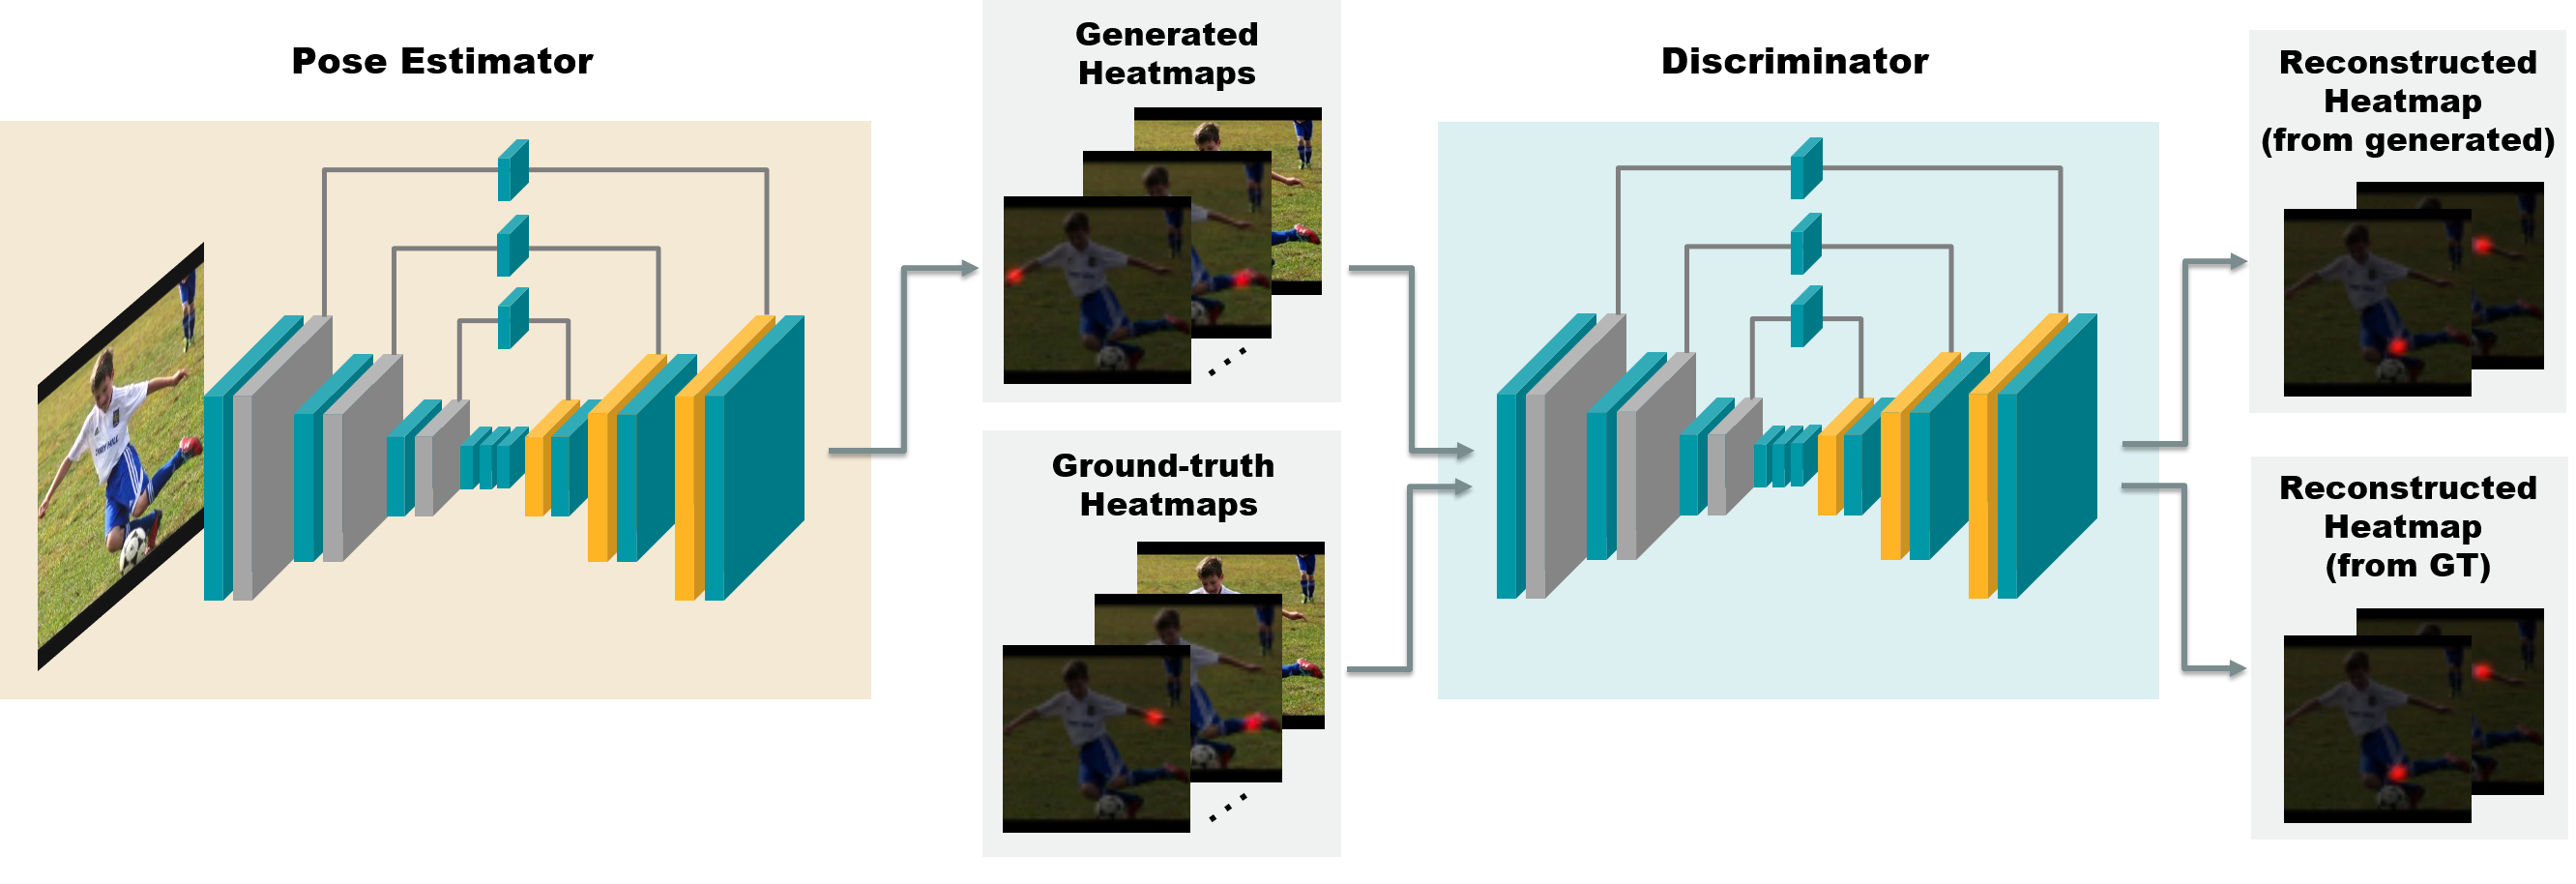 Pose Estimator
Generated
Heatmaps
Ground-truth
Heatmaps
Discriminator
Reconstructed
Heatmap
(from generated)
Reconstructed
Heatmap
(from GT)